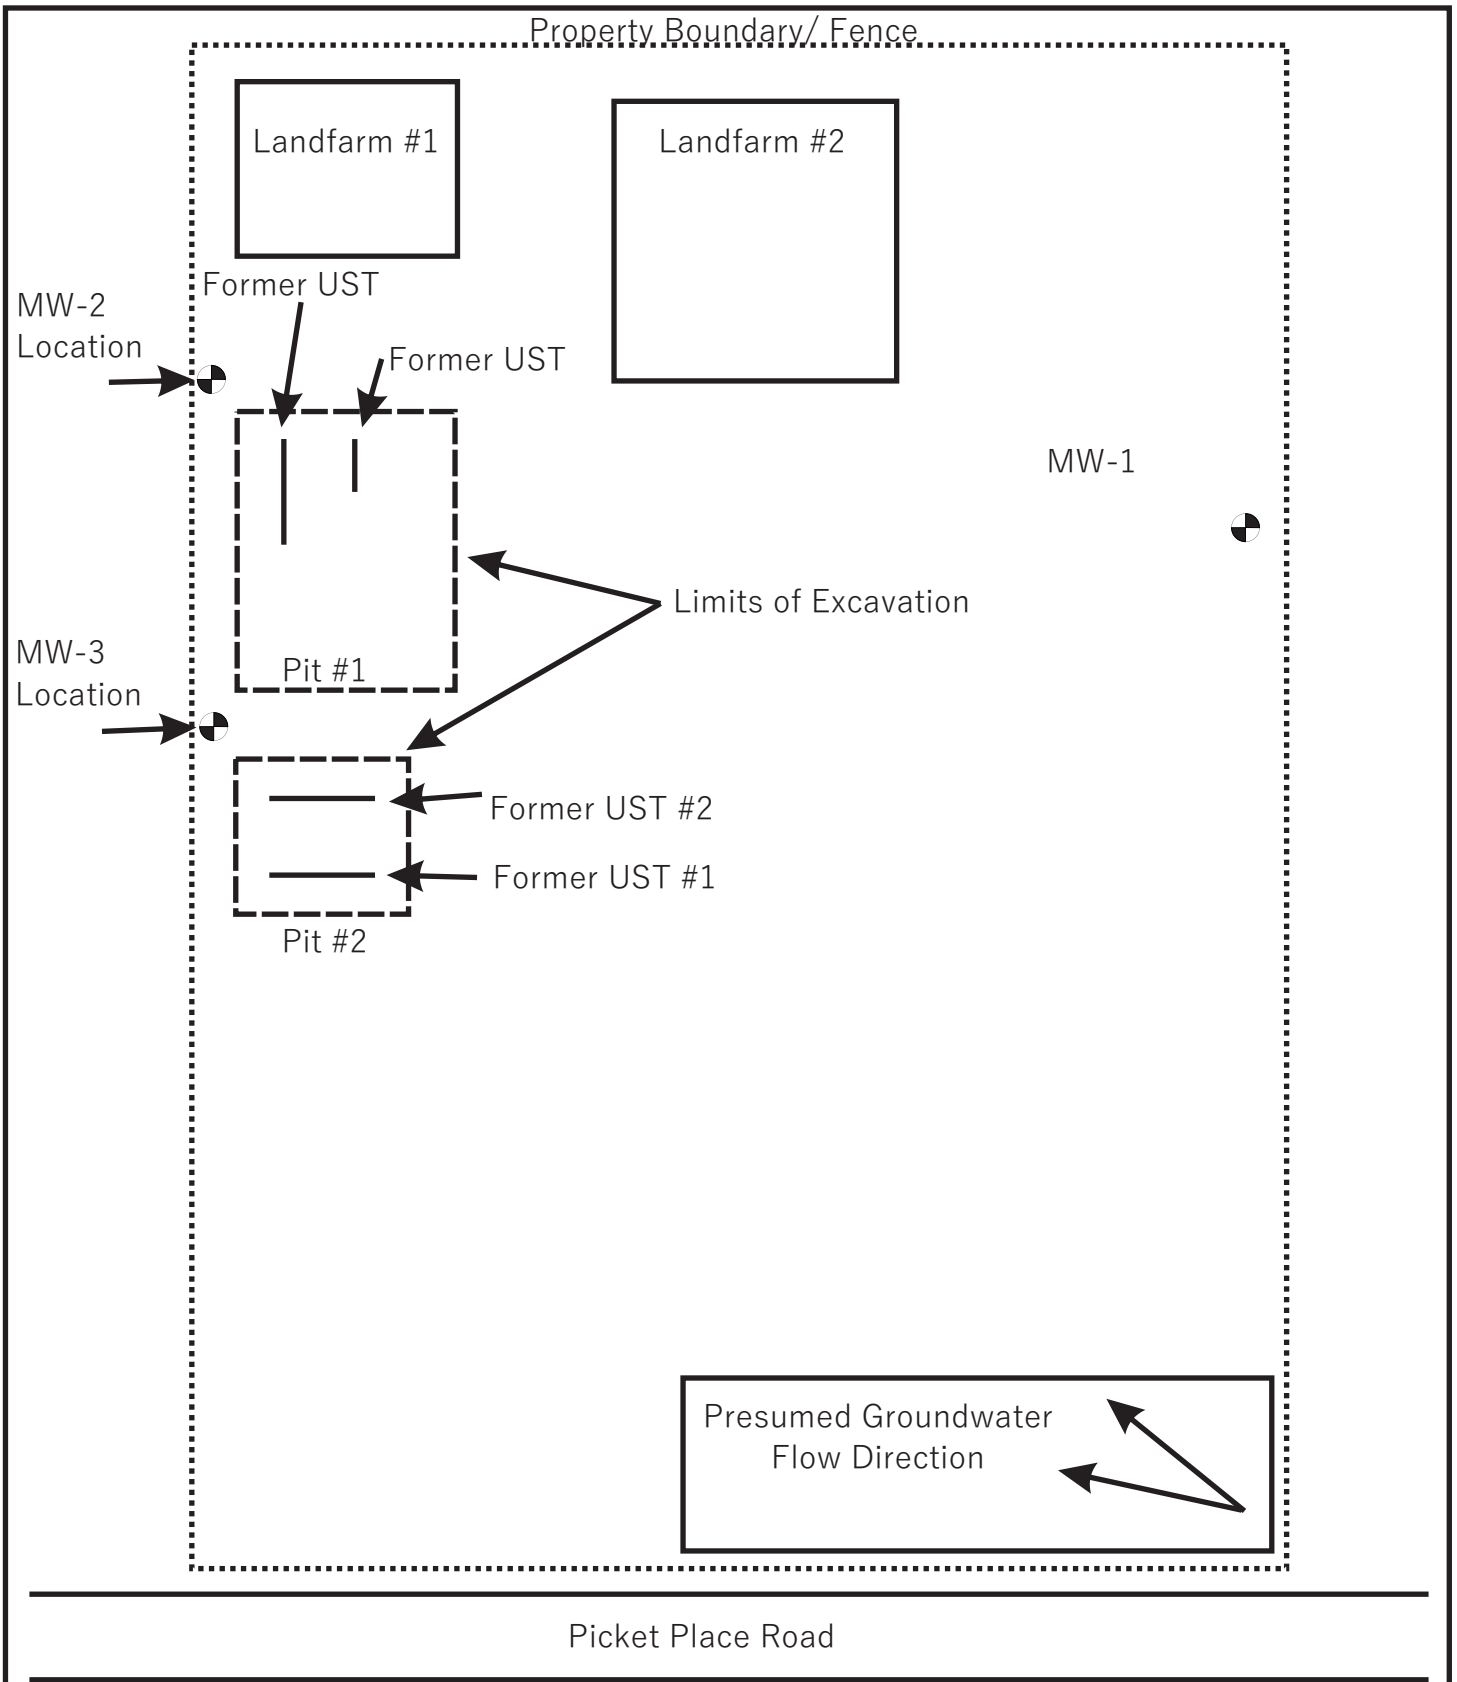 Property Boundary/ Fence
Landfarm #1
Landfarm #2
Former UST
MW-2
Location
Former UST
MW-1
Limits of Excavation
MW-3
Location
Pit #1
Former UST #2
Former UST #1
Pit #2
Presumed Groundwater
Flow Direction
Picket Place Road